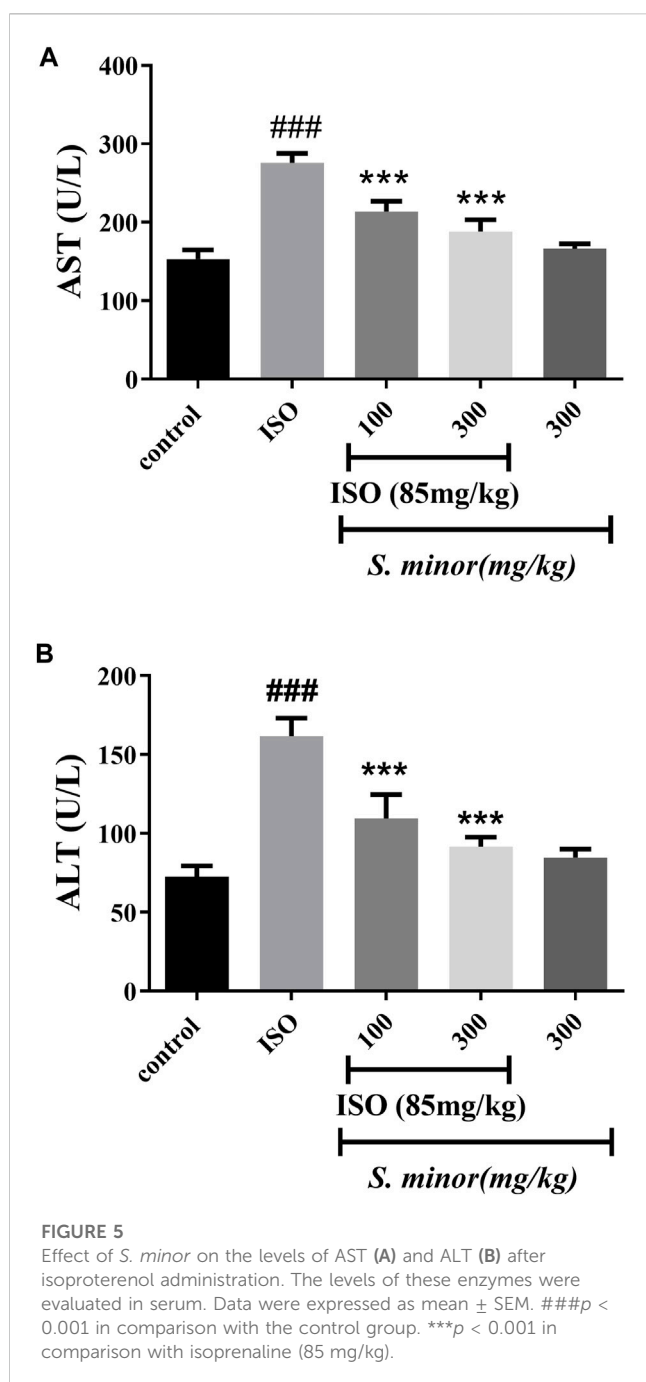 A
AST (U/L)
400
300
200
100
0
###
***
***
control
ISO
100
300
300
ISO (85mg/kg)
S. minor(mg/kg)
B
ALT (U/L)
200
150
100
50
0
###
***
***
control
ISO
100
300
300
ISO (85mg/kg)
S. minor(mg/kg)
FIGURE 5
Effect of S. minor on the levels of AST (A) and ALT (B) after
isoproterenol administration. The levels of these enzymes were
evaluated in serum. Data were expressed as mean ± SEM. ###p <
0.001 in comparison with the control group. ***p < 0.001 in
comparison with isoprenaline (85 mg/kg).